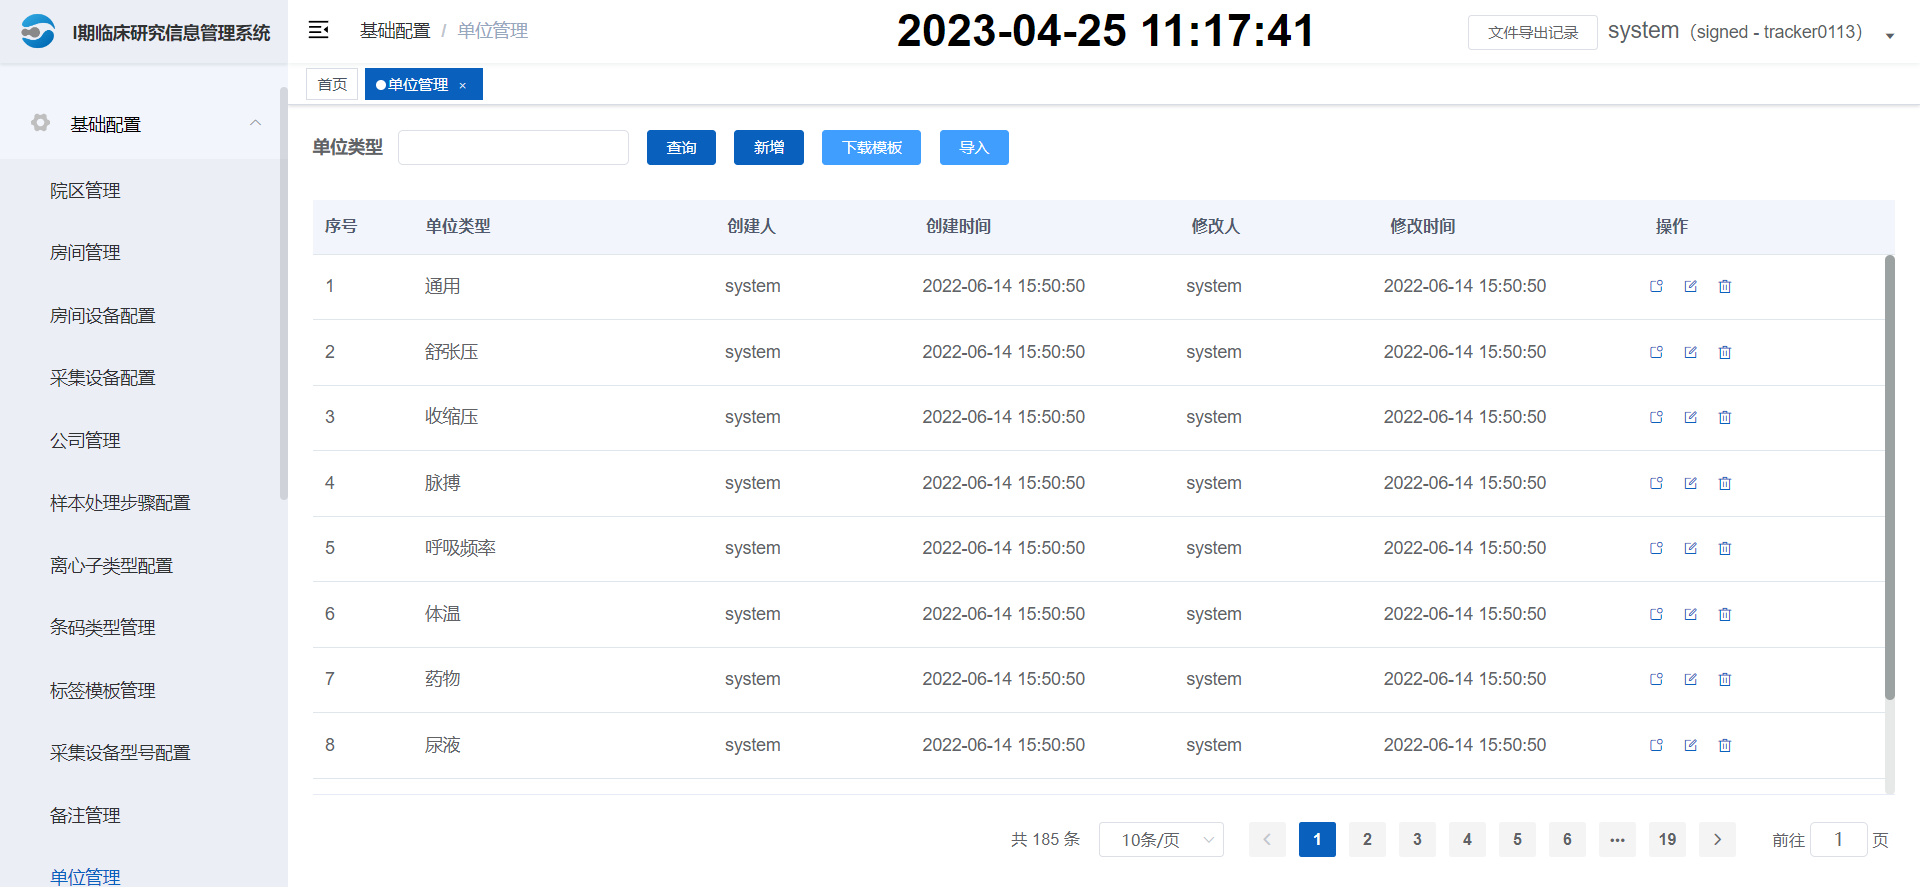 I期临床研究信息管理系统
基础配置 / 单位管理
2023-04-25 11:17:41
文件导出记录
system（signed - tracker0113）
首页
单位管理 ×
基础配置
院区管理
房间管理
房间设备配置
采集设备配置
公司管理
样本处理步骤配置
离心子类型配置
条码类型管理
标签模板管理
采集设备型号配置
备注管理
单位管理
单位类型 查询 新增 下载模板 导入
序号 单位类型 创建人 创建时间 修改人 修改时间 操作
1 通用 system 2022-06-14 15:50:50 system 2022-06-14 15:50:50
2 舒张压 system 2022-06-14 15:50:50 system 2022-06-14 15:50:50
3 收缩压 system 2022-06-14 15:50:50 system 2022-06-14 15:50:50
4 脉搏 system 2022-06-14 15:50:50 system 2022-06-14 15:50:50
5 呼吸频率 system 2022-06-14 15:50:50 system 2022-06-14 15:50:50
6 体温 system 2022-06-14 15:50:50 system 2022-06-14 15:50:50
7 药物 system 2022-06-14 15:50:50 system 2022-06-14 15:50:50
8 尿液 system 2022-06-14 15:50:50 system 2022-06-14 15:50:50
共 185 条 10条/页 1 2 3 4 5 6 ••• 19 前往 1 页